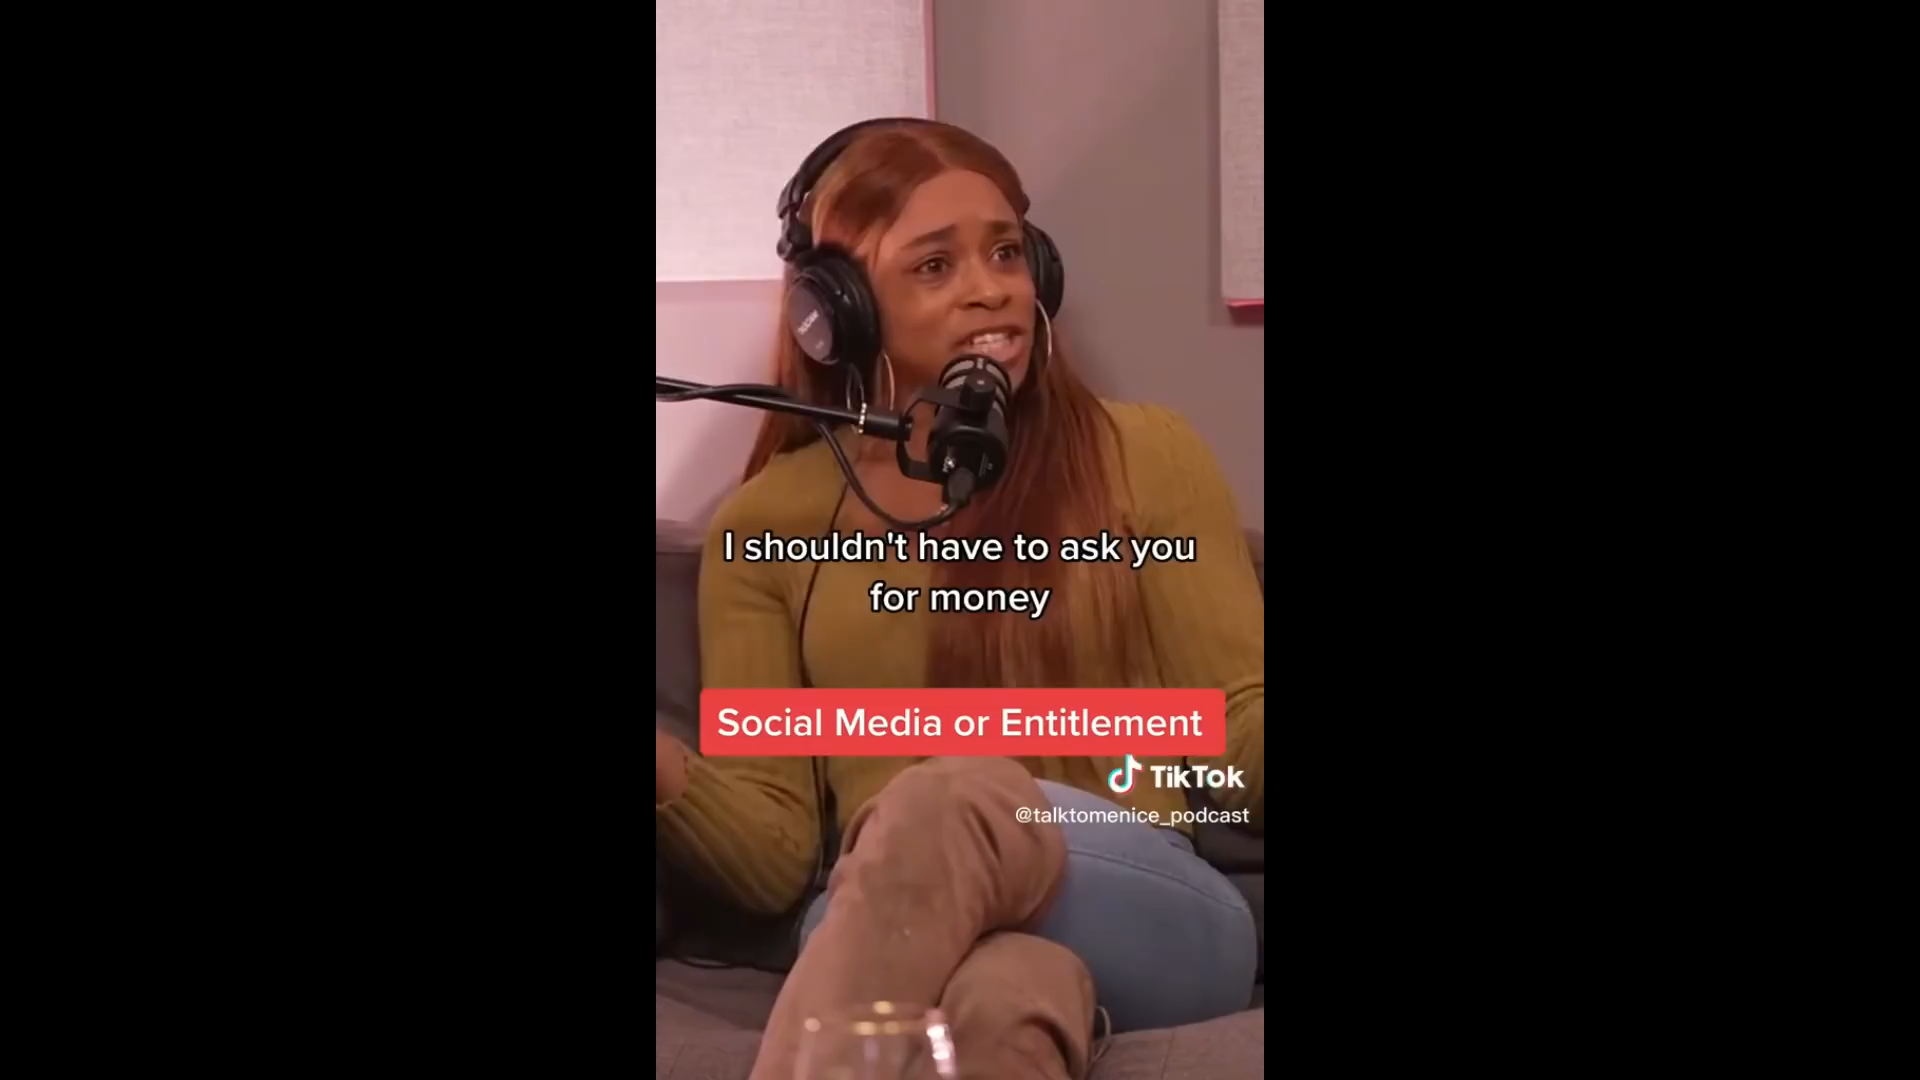 I shouldn't have to ask you
for money
Social Media or Entitlement
TikTok
@talktomenice_podcast